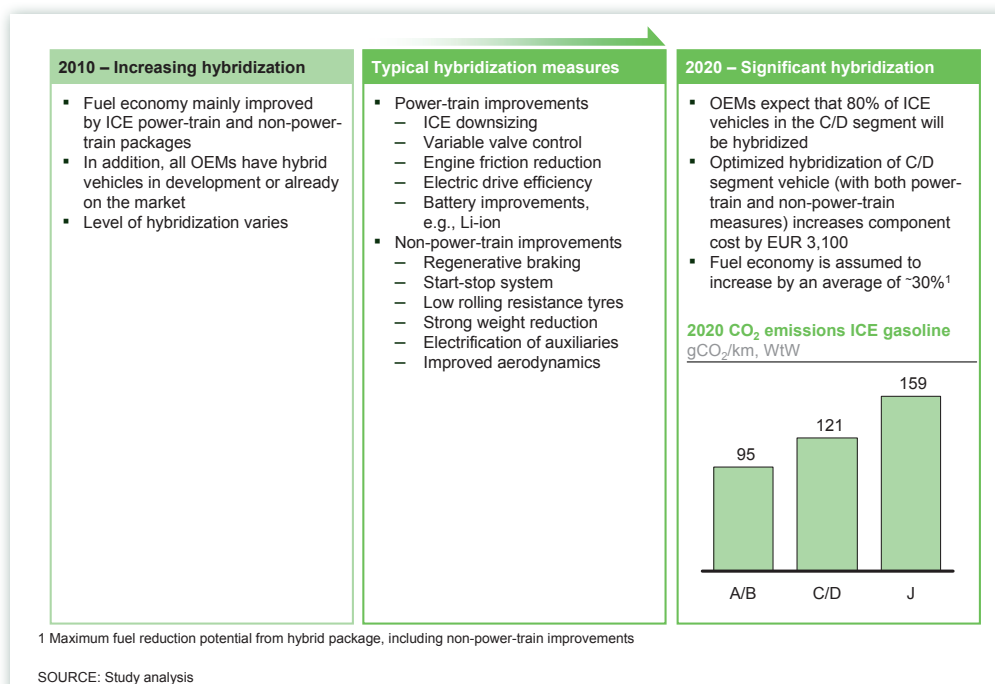 2010 – Increasing hybridization
▪ Fuel economy mainly improved
by ICE power-train and non-power-
train packages
▪ In addition, all OEMs have hybrid
vehicles in development or already
on the market
▪ Level of hybridization varies
Typical hybridization measures
▪ Power-train improvements
– ICE downsizing
– Variable valve control
– Engine friction reduction
– Electric drive efficiency
– Battery improvements,
e.g., Li-ion
▪ Non-power-train improvements
– Regenerative braking
– Start-stop system
– Low rolling resistance tyres
– Strong weight reduction
– Electrification of auxiliaries
– Improved aerodynamics
2020 – Significant hybridization
▪ OEMs expect that 80% of ICE
vehicles in the C/D segment will
be hybridized
▪ Optimized hybridization of C/D
segment vehicle (with both power-
train and non-power-train
measures) increases component
cost by EUR 3,100
▪ Fuel economy is assumed to
increase by an average of ~30%¹
2020 CO₂ emissions ICE gasoline
gCO₂/km, WtW
95
121
159
A/B
C/D
J
1 Maximum fuel reduction potential from hybrid package, including non-power-train improvements
SOURCE: Study analysis